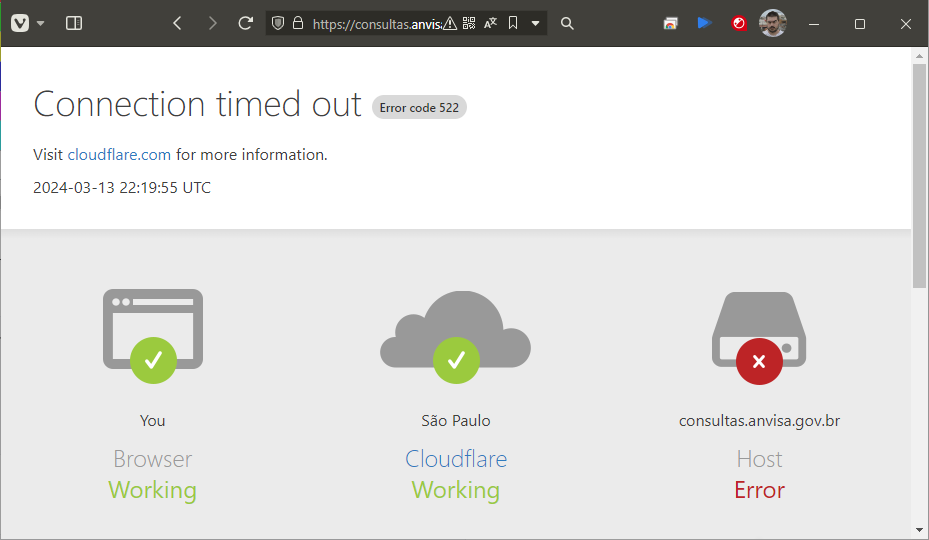 https://consultas.anvis
Connection timed out Error code 522
Visit cloudflare.com for more information.
2024-03-13 22:19:55 UTC
You
Browser
Working
São Paulo
Cloudflare
Working
consultas.anvisa.gov.br
Host
Error